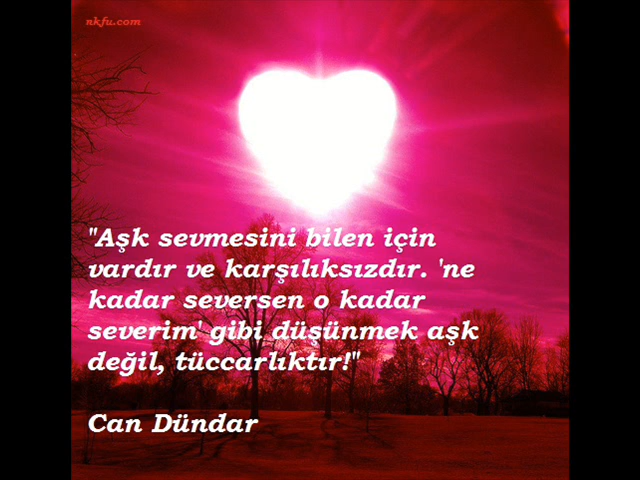 nkfu.com
"Aşk sevmesini bilen için
vardır ve karşılıksızdır. 'ne
kadar seversen o kadar
severim' gibi düşünmek aşk
değil, tüccarlıktır!"
Can Dündar